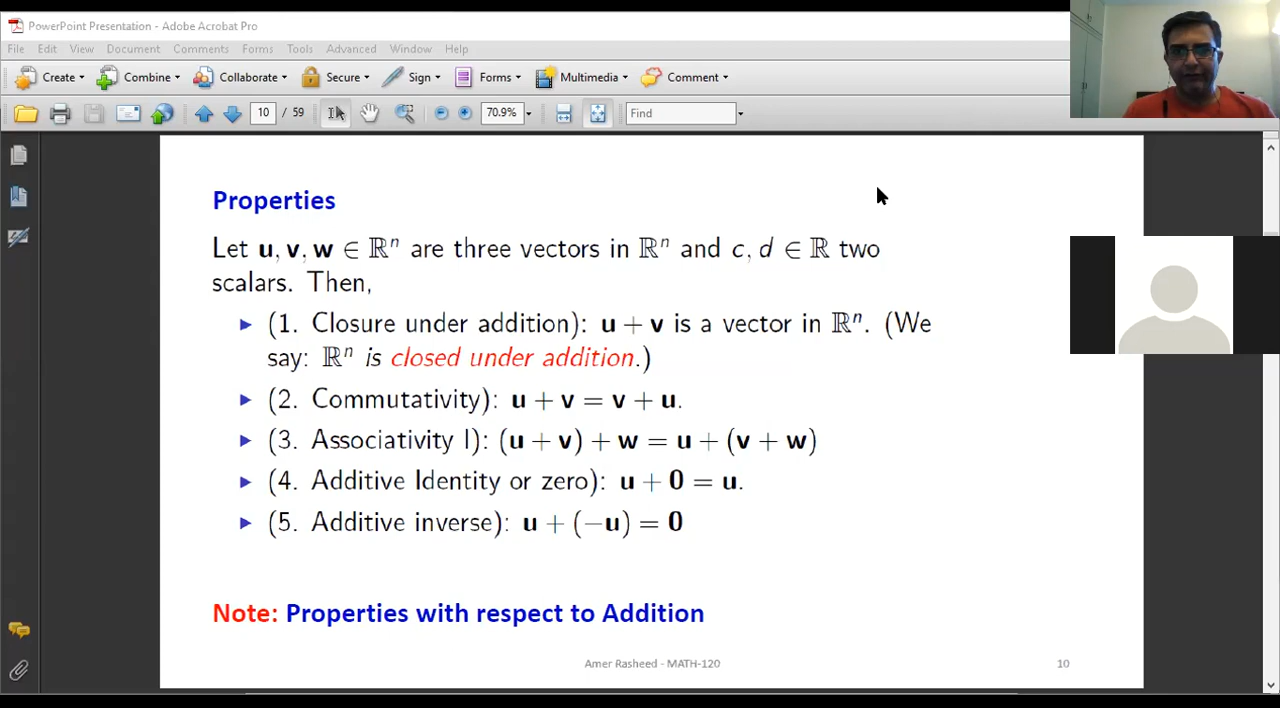 PowerPoint Presentation - Adobe Acrobat Pro
File Edit View Document Comments Forms Tools Advanced Window Help
Create Combine Collaborate Secure Sign Forms Multimedia Comment
10 / 59 70.9% Find
Properties
Let u, v, w ∈ ℝⁿ are three vectors in ℝⁿ and c, d ∈ ℝ two
scalars. Then,
(1. Closure under addition): u + v is a vector in ℝⁿ. (We
say: ℝⁿ is closed under addition.)
(2. Commutativity): u + v = v + u.
(3. Associativity I): (u + v) + w = u + (v + w)
(4. Additive Identity or zero): u + 0 = u.
(5. Additive inverse): u + (−u) = 0
Note: Properties with respect to Addition
Amer Rasheed - MATH-120 10